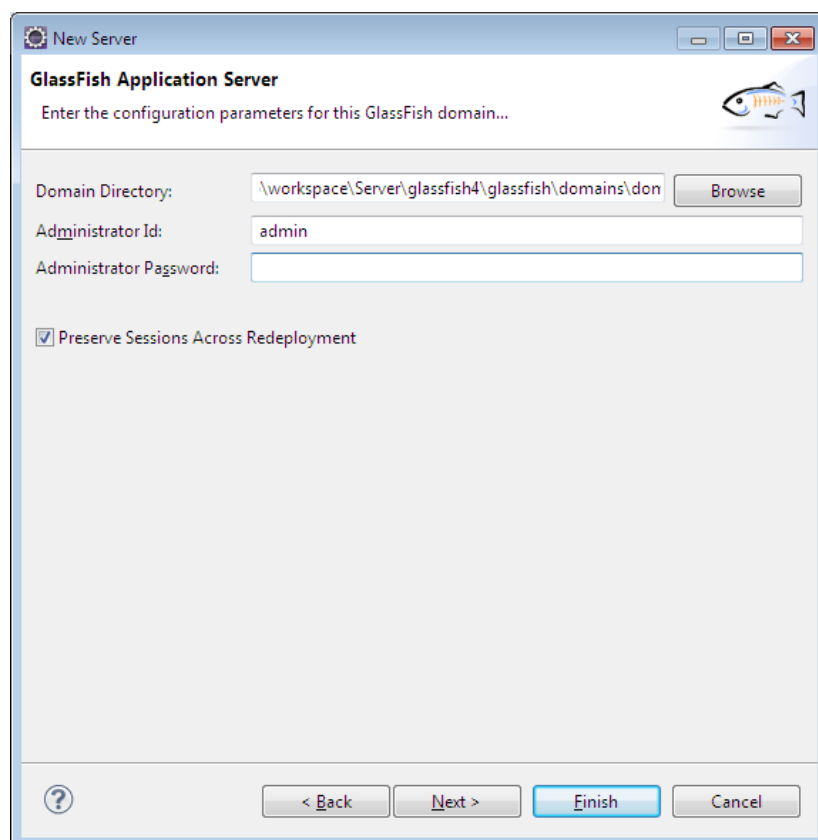 New Server
GlassFish Application Server
Enter the configuration parameters for this GlassFish domain...
Domain Directory: \workspace\Server\glassfish4\glassfish\domains\dom Browse
Administrator Id: admin
Administrator Password:
Preserve Sessions Across Redeployment
? < Back Next > Finish Cancel